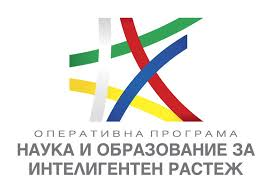 ОПЕРАТИВНА ПРОГРАМА
НАУКА И ОБРАЗОВАНИЕ ЗА
ИНТЕЛИГЕНТЕН РАСТЕЖ